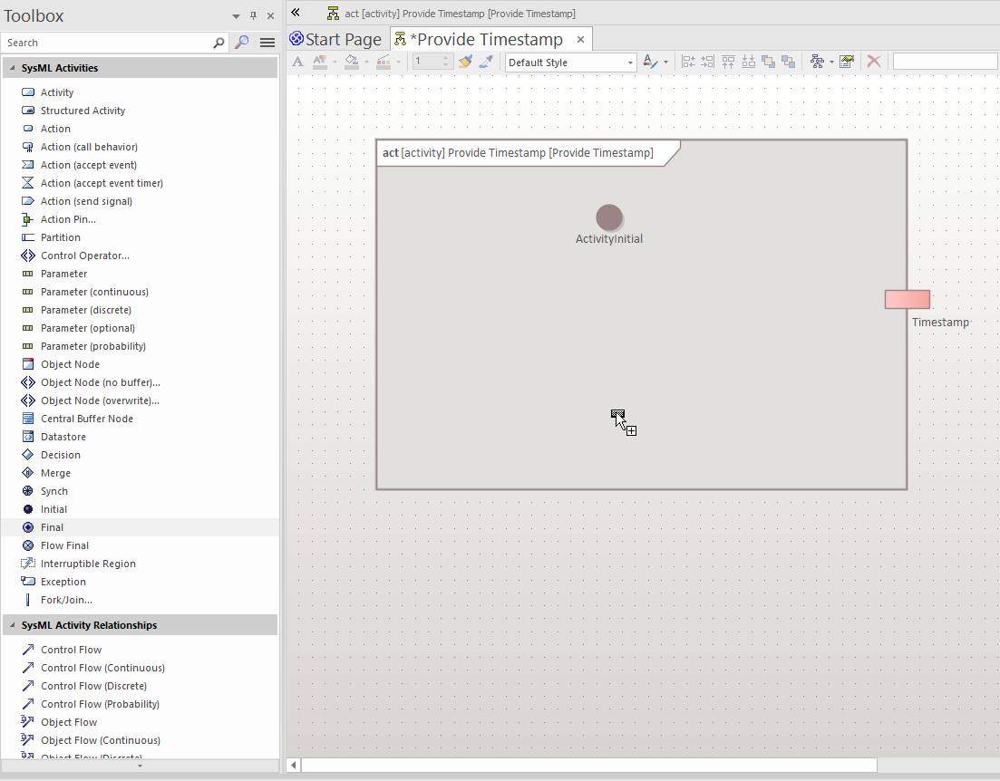 Toolbox
Search
SysML Activities
Activity
Structured Activity
Action
Action (call behavior)
Action (accept event)
Action (accept event timer)
Action (send signal)
Action Pin...
Partition
Control Operator...
Parameter
Parameter (continuous)
Parameter (discrete)
Parameter (optional)
Parameter (probability)
Object Node
Object Node (no buffer)...
Object Node (overwrite)...
Central Buffer Node
Datastore
Decision
Merge
Synch
Initial
Final
Flow Final
Interruptible Region
Exception
Fork/Join...
SysML Activity Relationships
Control Flow
Control Flow (Continuous)
Control Flow (Discrete)
Control Flow (Probability)
Object Flow
Object Flow (Continuous)
Object Flow (Discrete)
act [activity] Provide Timestamp [Provide Timestamp]
Start Page
*Provide Timestamp
1
Default Style
act [activity] Provide Timestamp [Provide Timestamp]
ActivityInitial
Timestamp